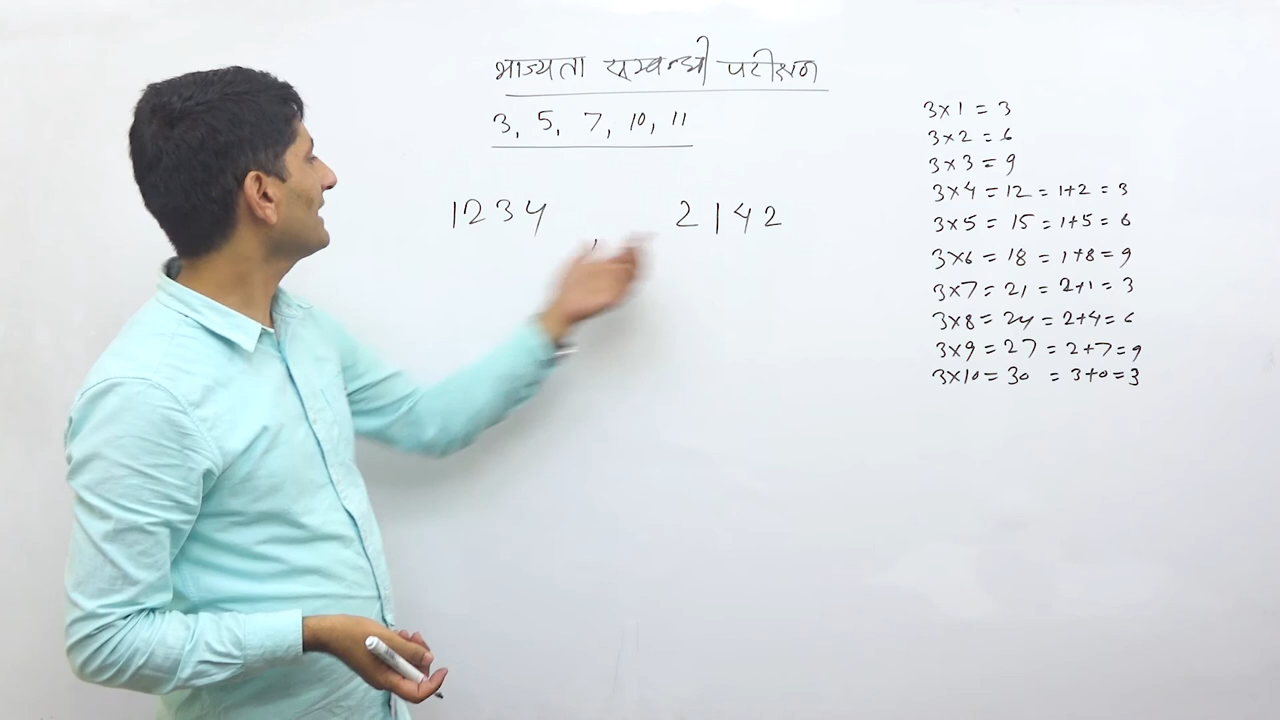 भाज्यता सम्बन्धी परीक्षण
3, 5, 7, 10, 11
1234 , 2142
3×1 = 3
3×2 = 6
3×3 = 9
3×4 = 12 = 1+2 = 3
3×5 = 15 = 1+5 = 6
3×6 = 18 = 1+8 = 9
3×7 = 21 = 2+1 = 3
3×8 = 24 = 2+4 = 6
3×9 = 27 = 2+7 = 9
3×10 = 30 = 3+0 = 3